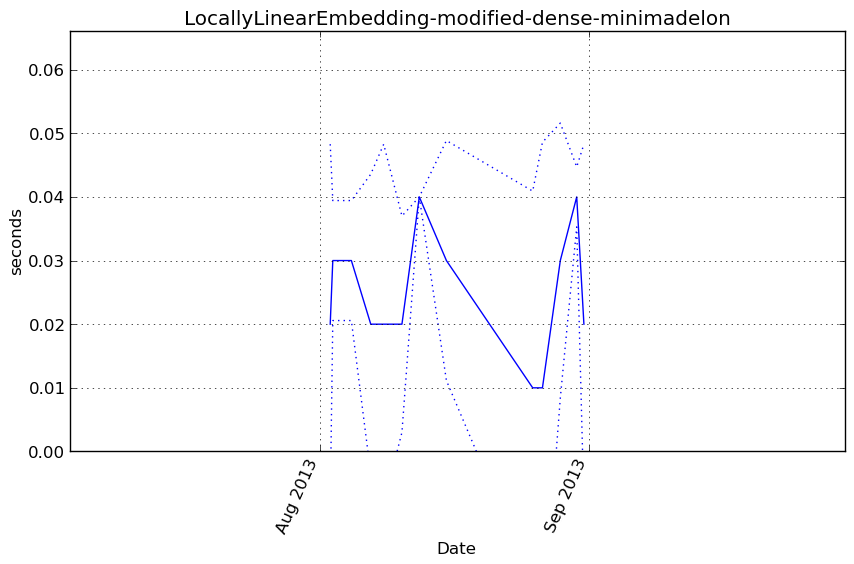 LocallyLinearEmbedding-modified-dense-minimadelon
0.06
0.05
0.04
0.03
0.02
0.01
0.00
seconds
Aug 2013
Sep 2013
Date